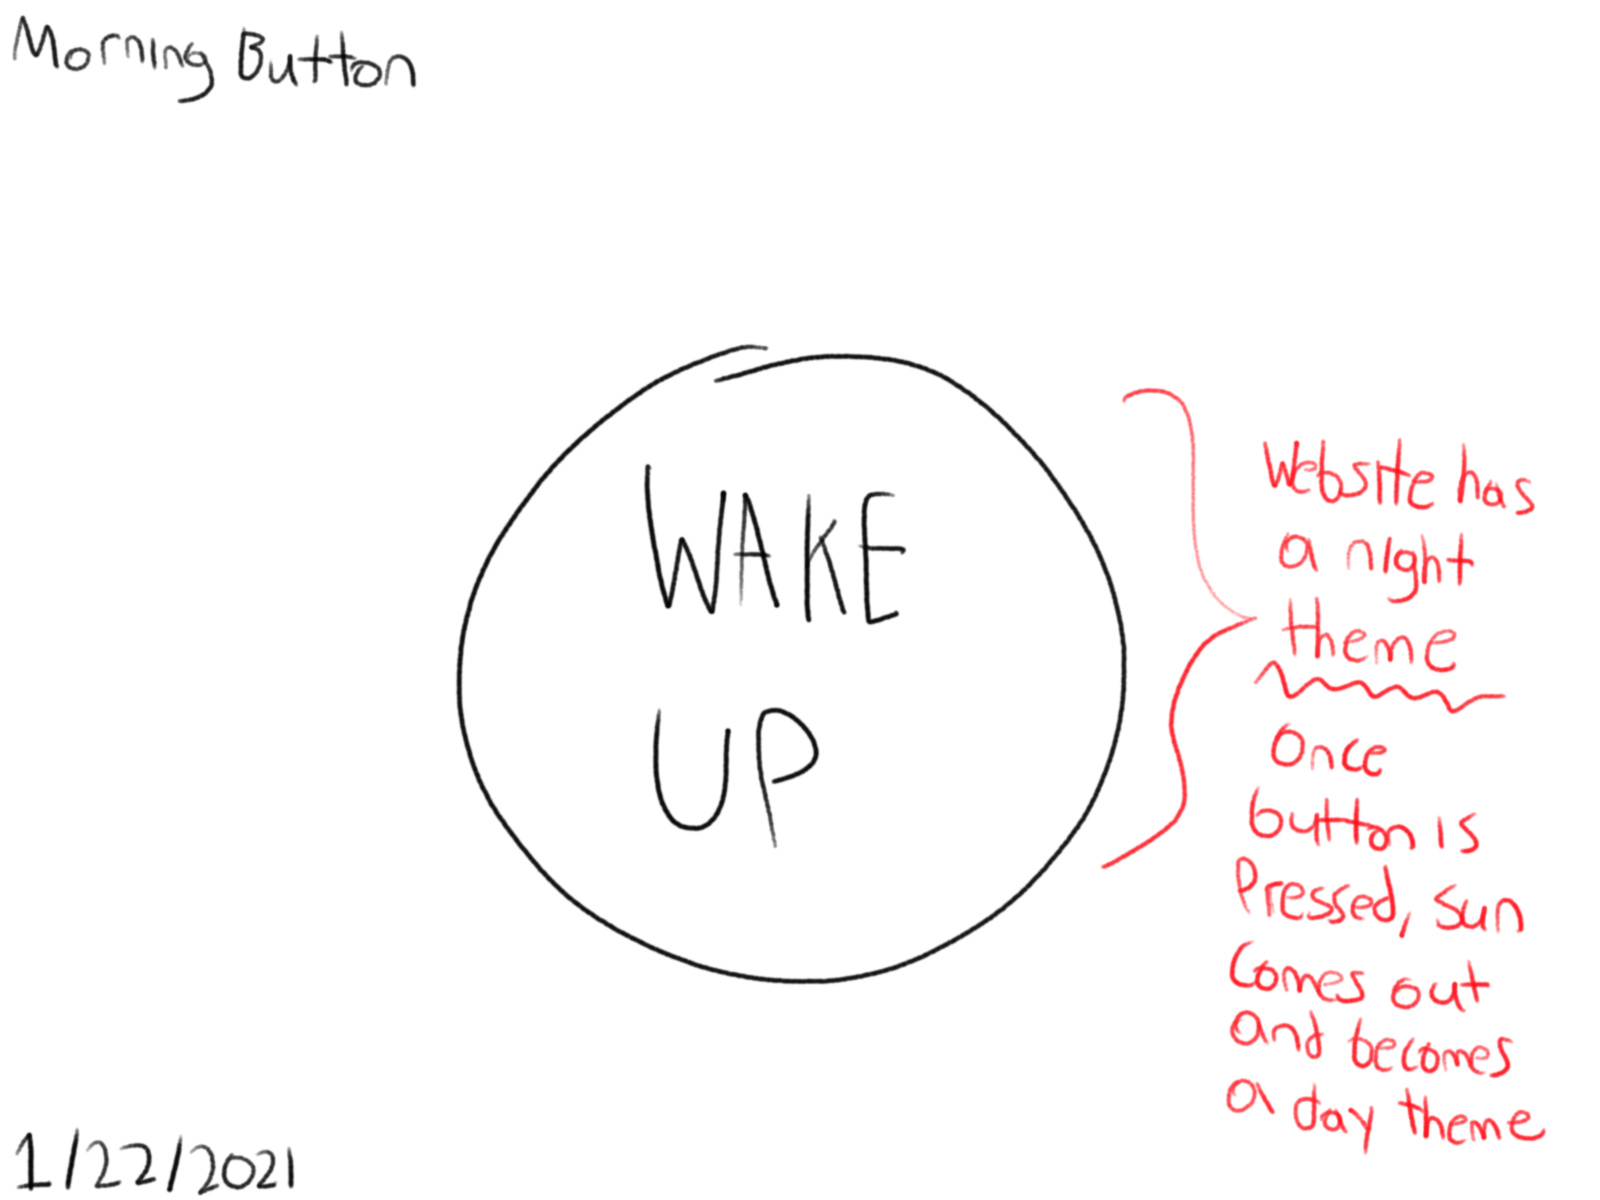 Morning Button
WAKE
UP
Website has
a night
theme
Once
button is
Pressed, sun
comes out
and becomes
a day theme
1/22/2021